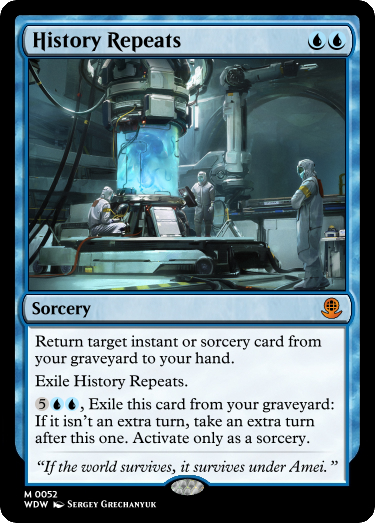 History Repeats
Sorcery
Return target instant or sorcery card from
your graveyard to your hand.
Exile History Repeats.
5, Exile this card from your graveyard:
If it isn't an extra turn, take an extra turn
after this one. Activate only as a sorcery.
“If the world survives, it survives under Amei.”
M 0052
WDW Sergey Grechanyuk